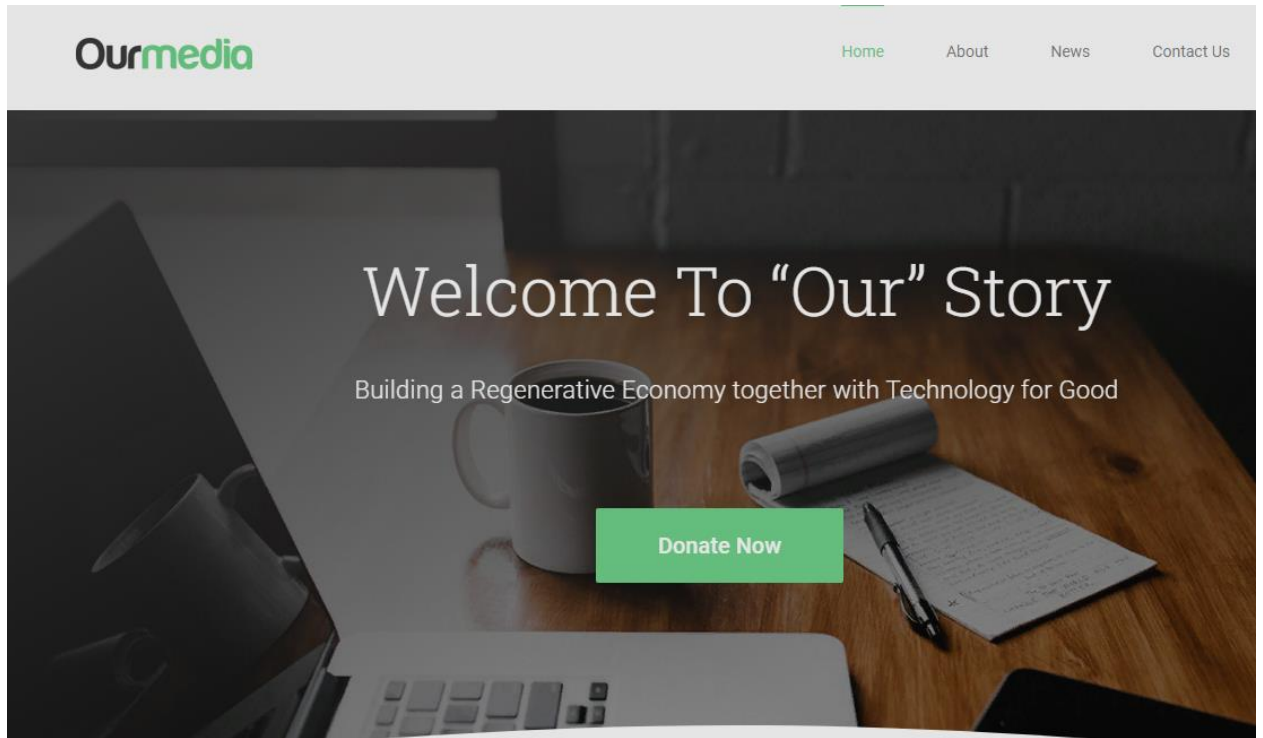 Ourmedia
Home About News Contact Us
Welcome To “Our” Story
Building a Regenerative Economy together with Technology for Good
Donate Now